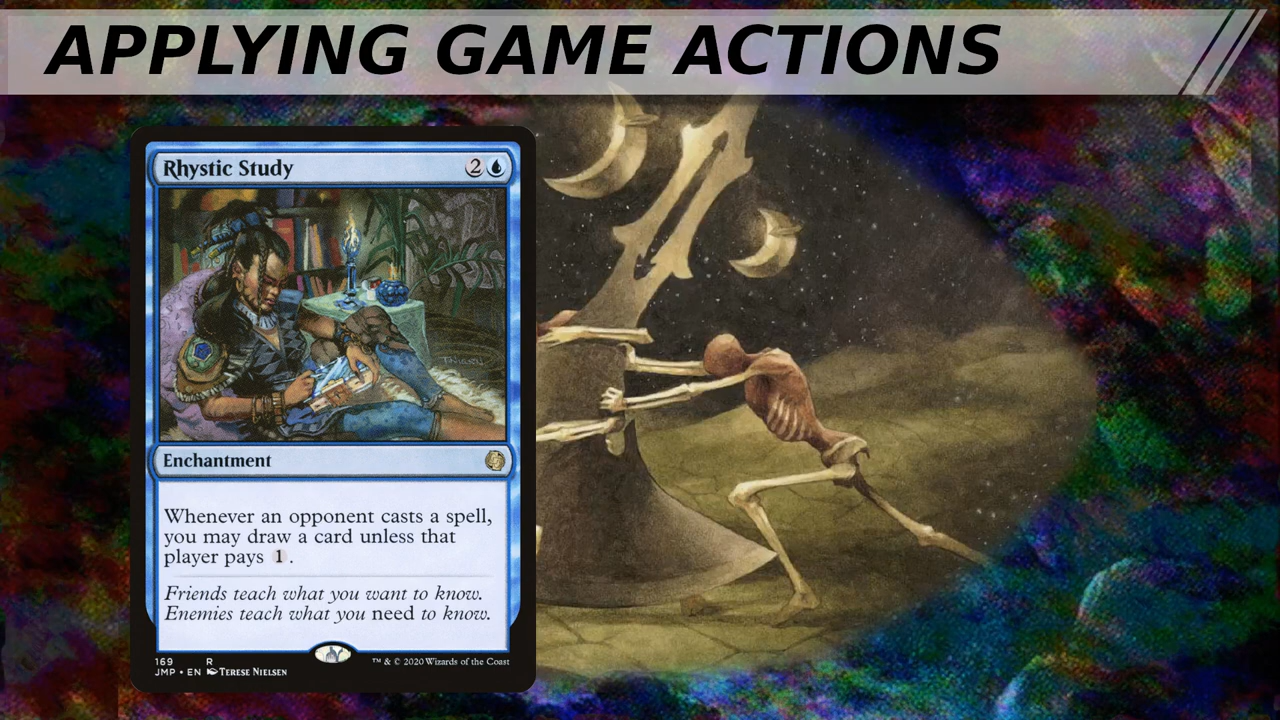 APPLYING GAME ACTIONS
Rhystic Study 2
Enchantment
Whenever an opponent casts a spell,
you may draw a card unless that
player pays 1.
Friends teach what you want to know.
Enemies teach what you need to know.
169 R
JMP • EN TERESE NIELSEN
™ & © 2020 Wizards of the Coast